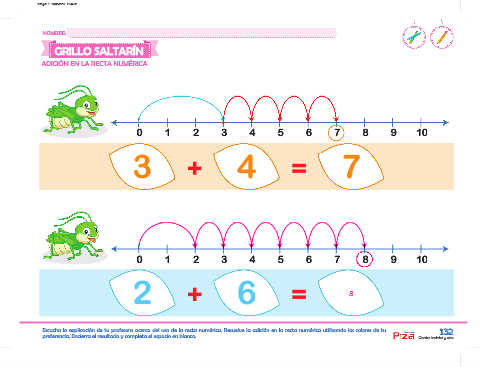 NOMBRE:
GRILLO SALTARÍN
ADICIÓN EN LA RECTA NUMÉRICA
0 1 2 3 4 5 6 7 8 9 10
3 + 4 = 7
0 1 2 3 4 5 6 7 8 9 10
2 + 6 = 8
Escucha la explicación de tu profesora acerca del uso de la recta numérica. Resuelve la adición en la recta numérica utilizando los colores de tu
preferencia. Encierra el resultado y completa el espacio en blanco.
132